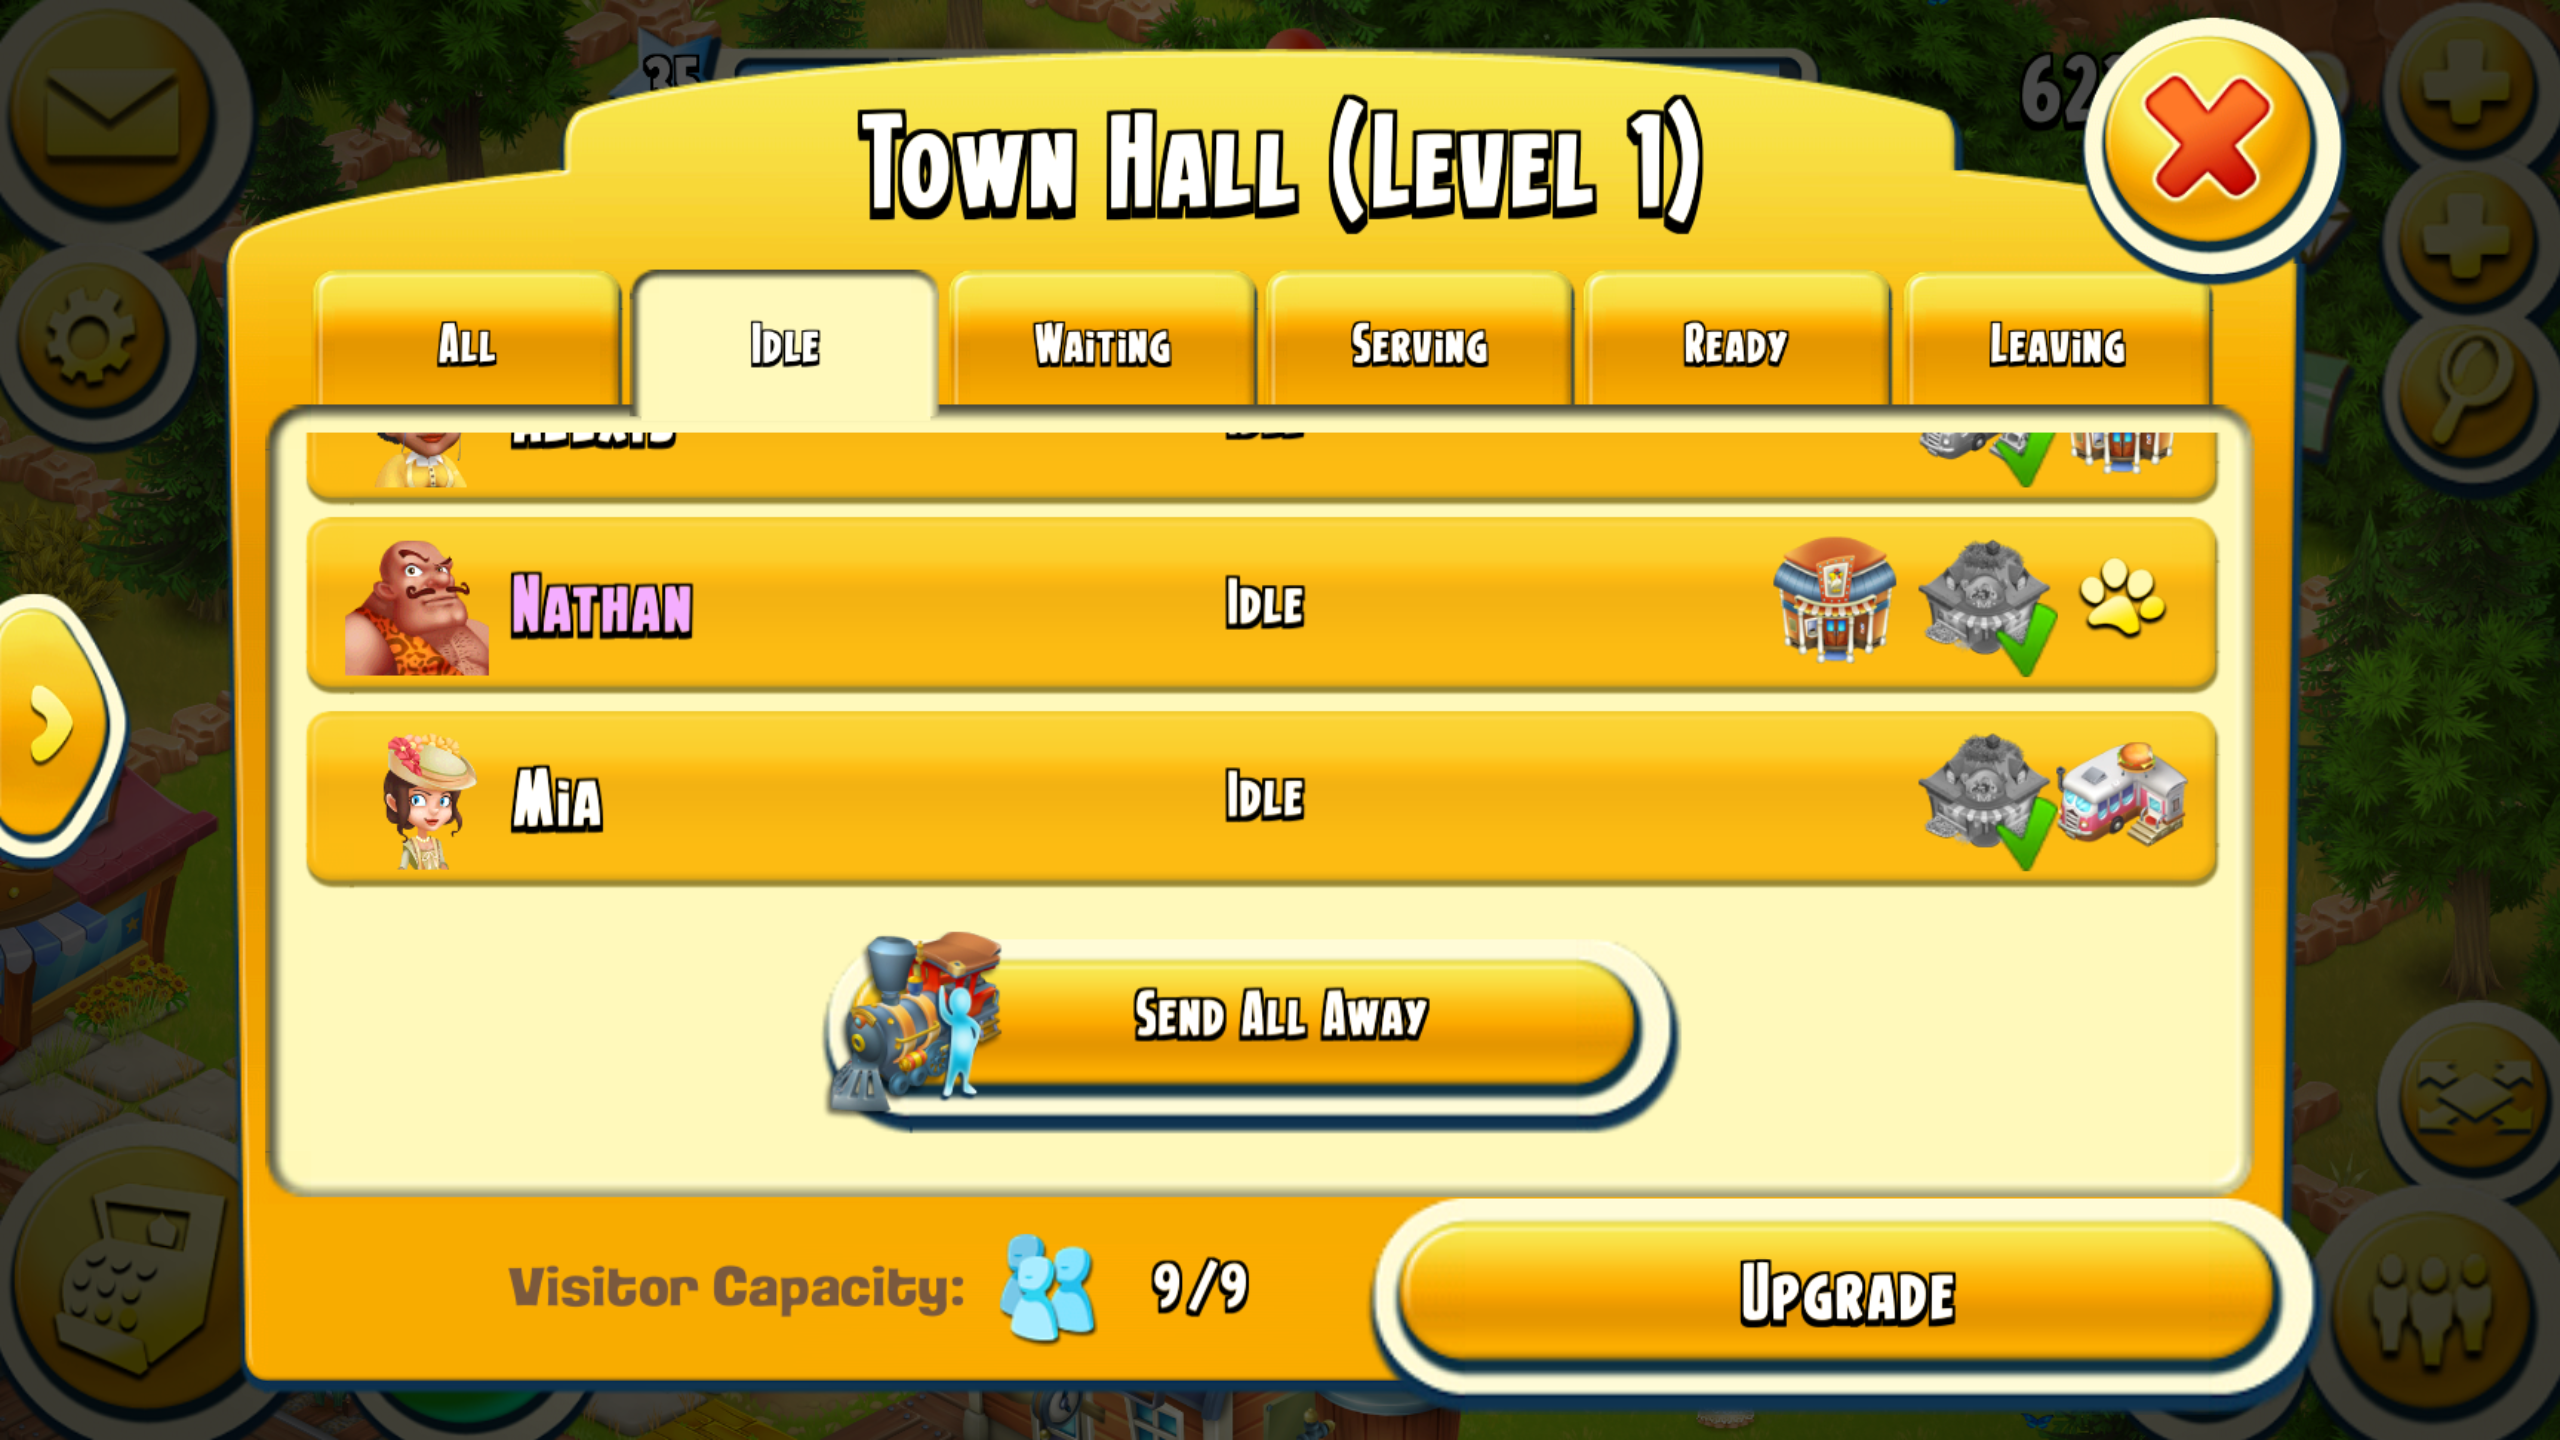 35
Town Hall (Level 1)
All
Idle
Waiting
Serving
Ready
Leaving
Nathan
Idle
Mia
Idle
Send All Away
Visitor Capacity:
9/9
Upgrade